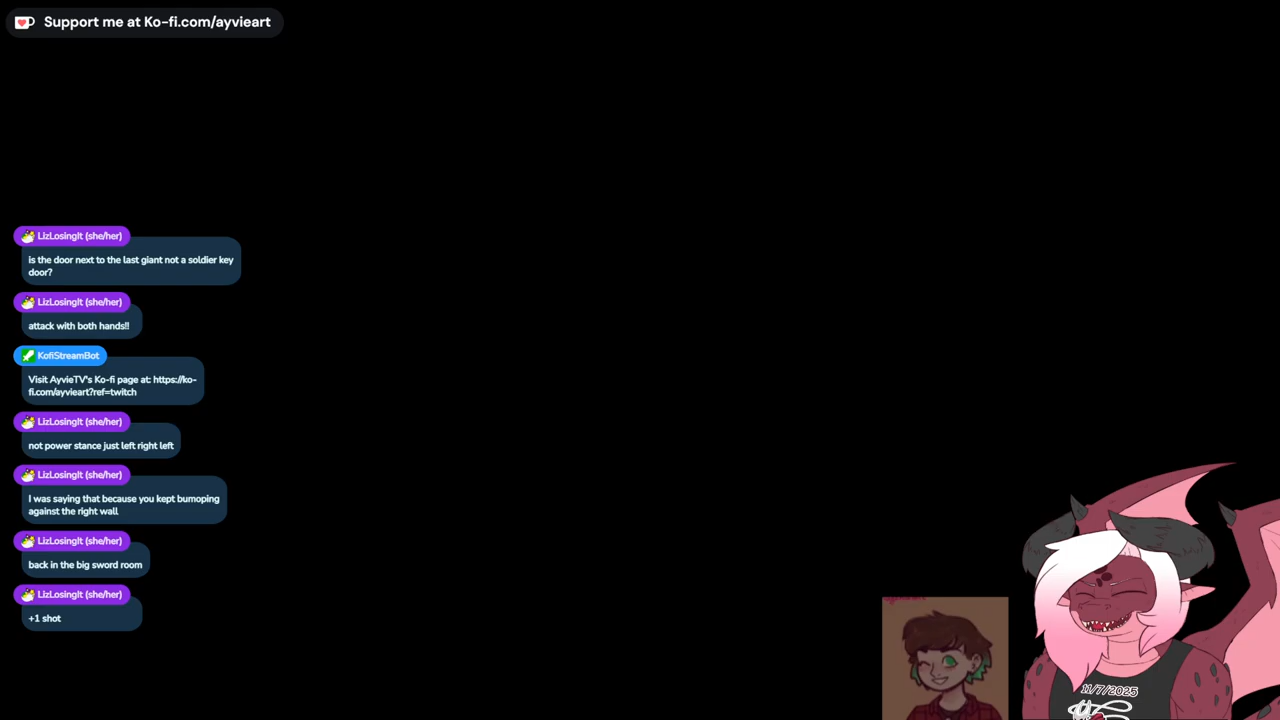 Support me at Ko-fi.com/ayvieart
LizLosingIt (she/her)
is the door next to the last giant not a soldier key
door?
LizLosingIt (she/her)
attack with both hands!!
KofiStreamBot
Visit AyvieTV's Ko-fi page at: https://ko-
fi.com/ayvieart?ref=twitch
LizLosingIt (she/her)
not power stance just left right left
LizLosingIt (she/her)
I was saying that because you kept bumoping
against the right wall
LizLosingIt (she/her)
back in the big sword room
LizLosingIt (she/her)
+1 shot
11/7/2025